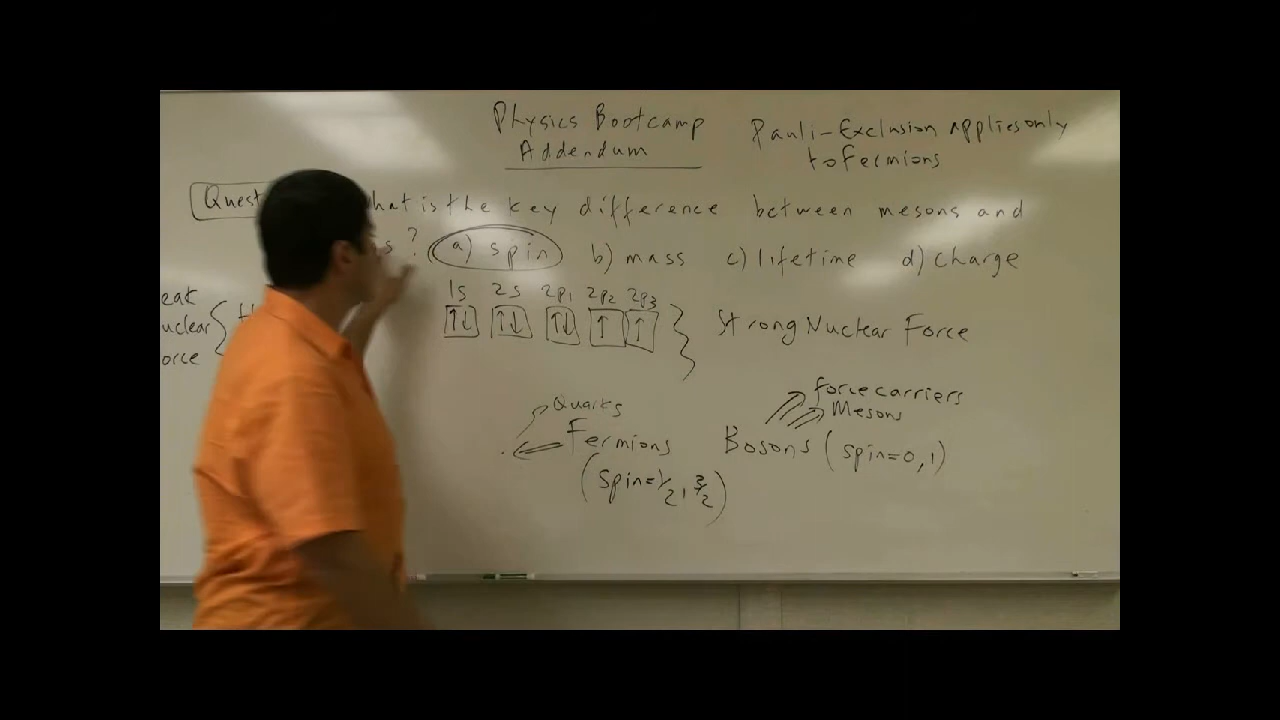 Physics Bootcamp
Addendum
Pauli-Exclusion applies only
to Fermions
Quest
hat is the key difference between mesons and
s? a) spin b) mass c) lifetime d) charge
1s 2s 2p1 2p2 2p3
↑↓ ↑↓ ↑↓ ↑ ↑
eak
uclear
orce
Strong Nuclear Force
Quarks
Fermions
(spin=1/2, 3/2)
Force carriers
Mesons
Bosons (spin=0,1)